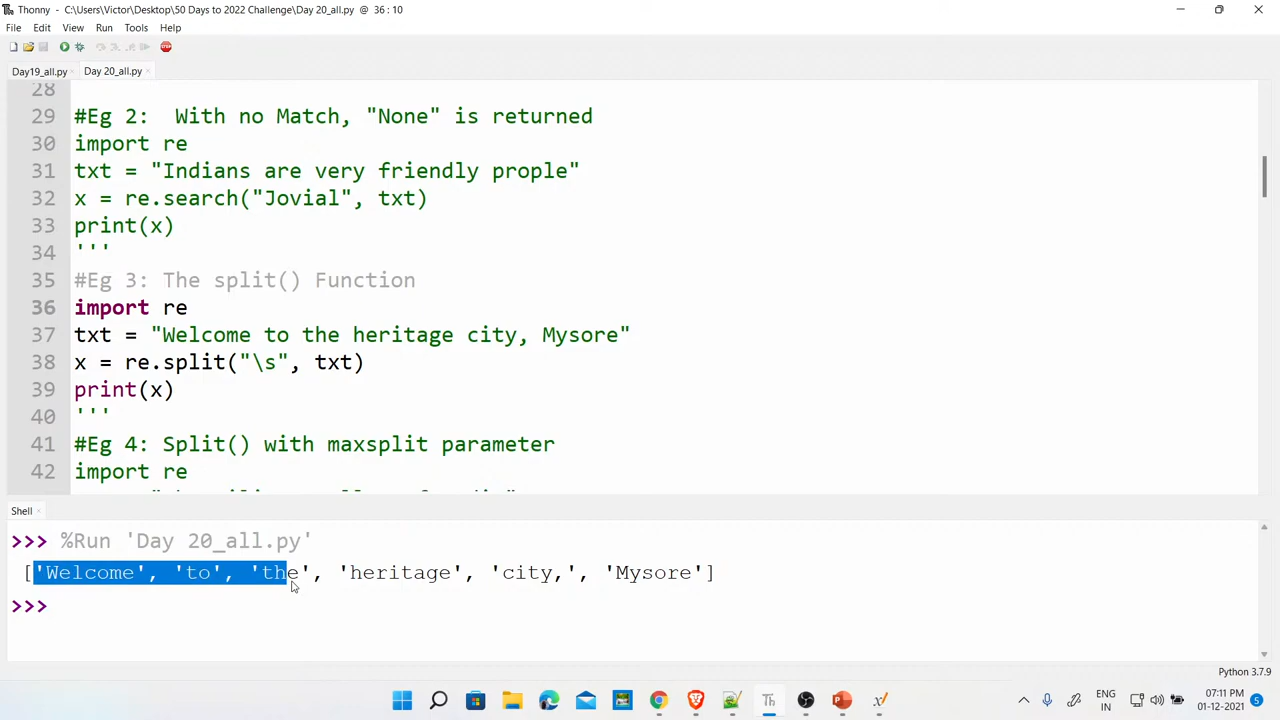 Thonny - C:\Users\Victor\Desktop\50 Days to 2022 Challenge\Day 20_all.py @ 36 : 10
File Edit View Run Tools Help
Day19_all.py Day 20_all.py
28
29 #Eg 2:  With no Match, "None" is returned
30 import re
31 txt = "Indians are very friendly prople"
32 x = re.search("Jovial", txt)
33 print(x)
34 '''
35 #Eg 3: The split() Function
36 import re
37 txt = "Welcome to the heritage city, Mysore"
38 x = re.split("\s", txt)
39 print(x)
40 '''
41 #Eg 4: Split() with maxsplit parameter
42 import re
Shell
>>> %Run 'Day 20_all.py'
['Welcome', 'to', 'the', 'heritage', 'city,', 'Mysore']
>>>
Python 3.7.9
Th
ENG
IN
07:11 PM
01-12-2021
5